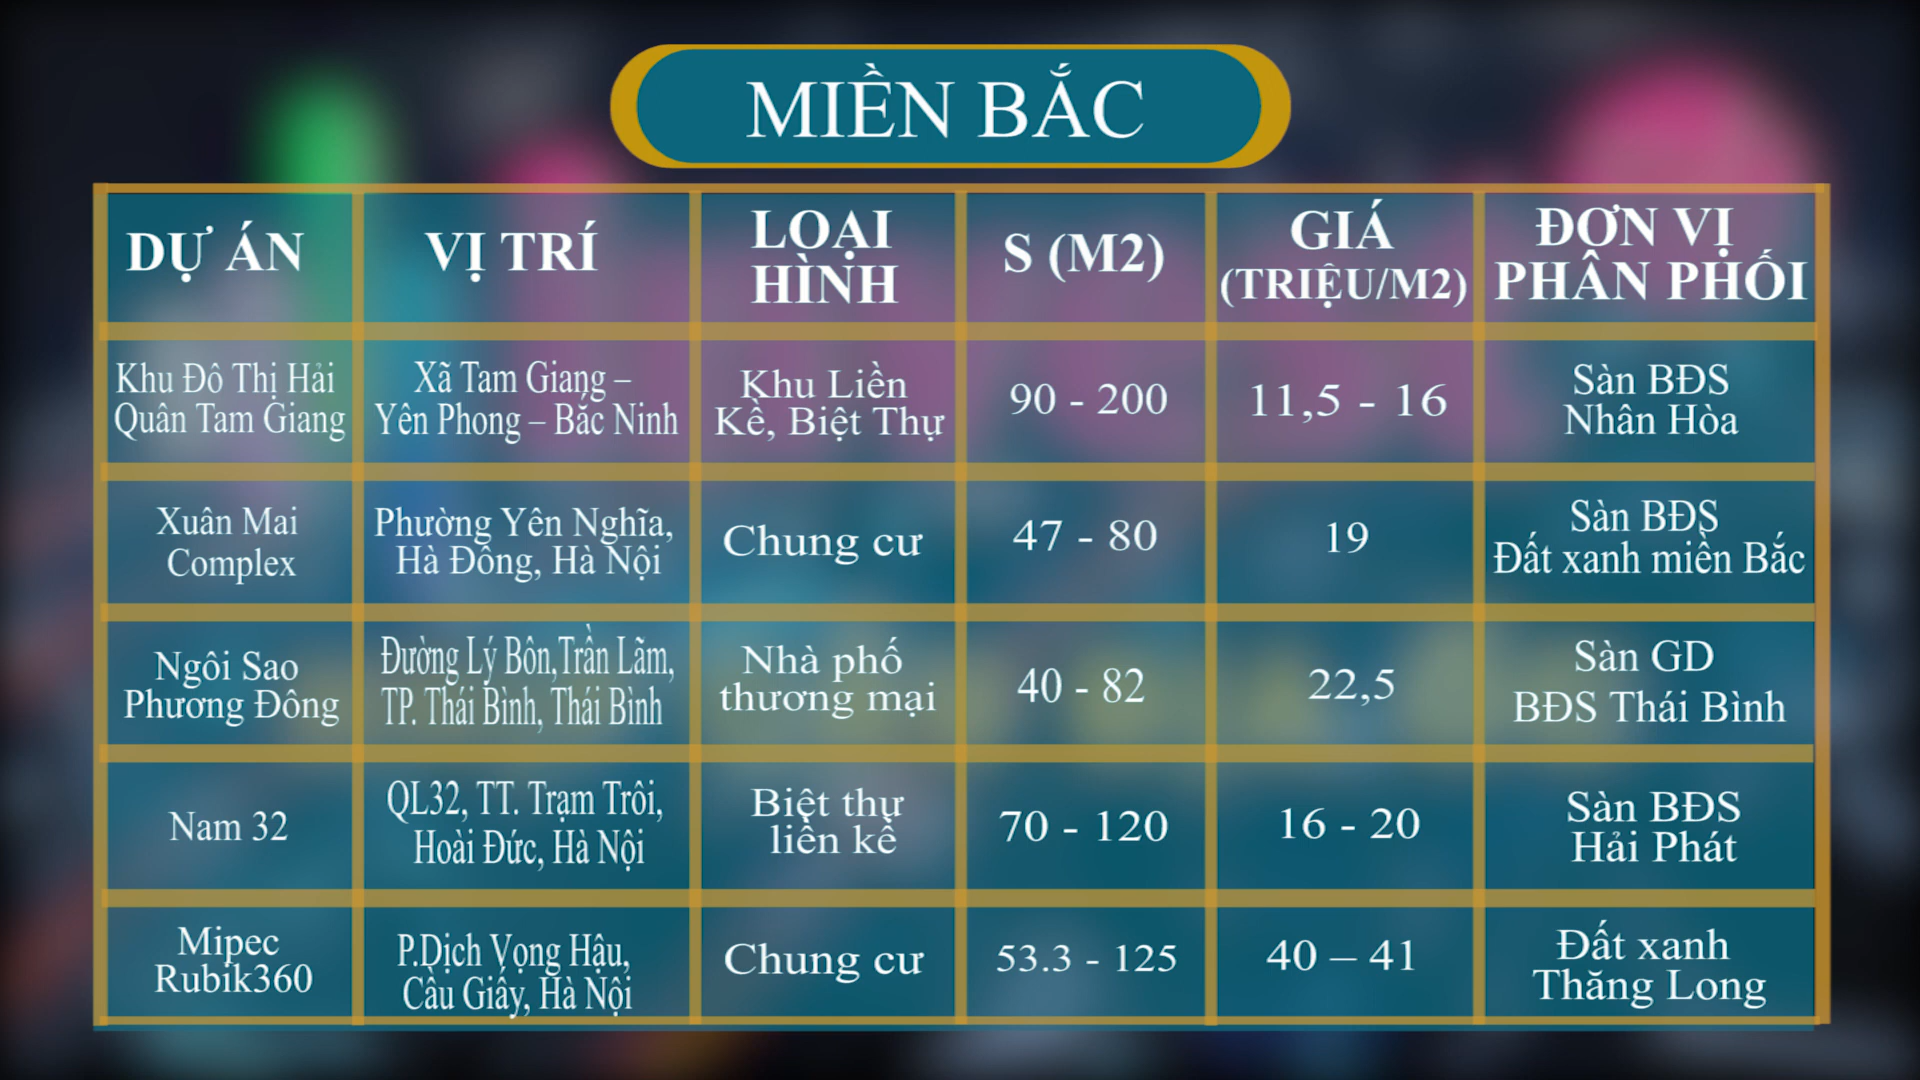 MIỀN BẮC
DỰ ÁN
VỊ TRÍ
LOẠI
HÌNH
S (M2)
GIÁ
(TRIỆU/M2)
ĐƠN VỊ
PHÂN PHỐI
Khu Đô Thị Hải
Quân Tam Giang
Xã Tam Giang –
Yên Phong – Bắc Ninh
Khu Liền
Kề, Biệt Thự
90 - 200
11,5 - 16
Sàn BĐS
Nhân Hòa
Xuân Mai
Complex
Phường Yên Nghĩa,
Hà Đông, Hà Nội
Chung cư
47 - 80
19
Sàn BĐS
Đất xanh miền Bắc
Ngôi Sao
Phương Đông
Đường Lý Bôn,Trần Lãm,
TP. Thái Bình, Thái Bình
Nhà phố
thương mại
40 - 82
22,5
Sàn GD
BĐS Thái Bình
Nam 32
QL32, TT. Trạm Trôi,
Hoài Đức, Hà Nội
Biệt thự
liền kề
70 - 120
16 - 20
Sàn BĐS
Hải Phát
Mipec
Rubik360
P.Dịch Vọng Hậu,
Cầu Giấy, Hà Nội
Chung cư
53.3 - 125
40 – 41
Đất xanh
Thăng Long